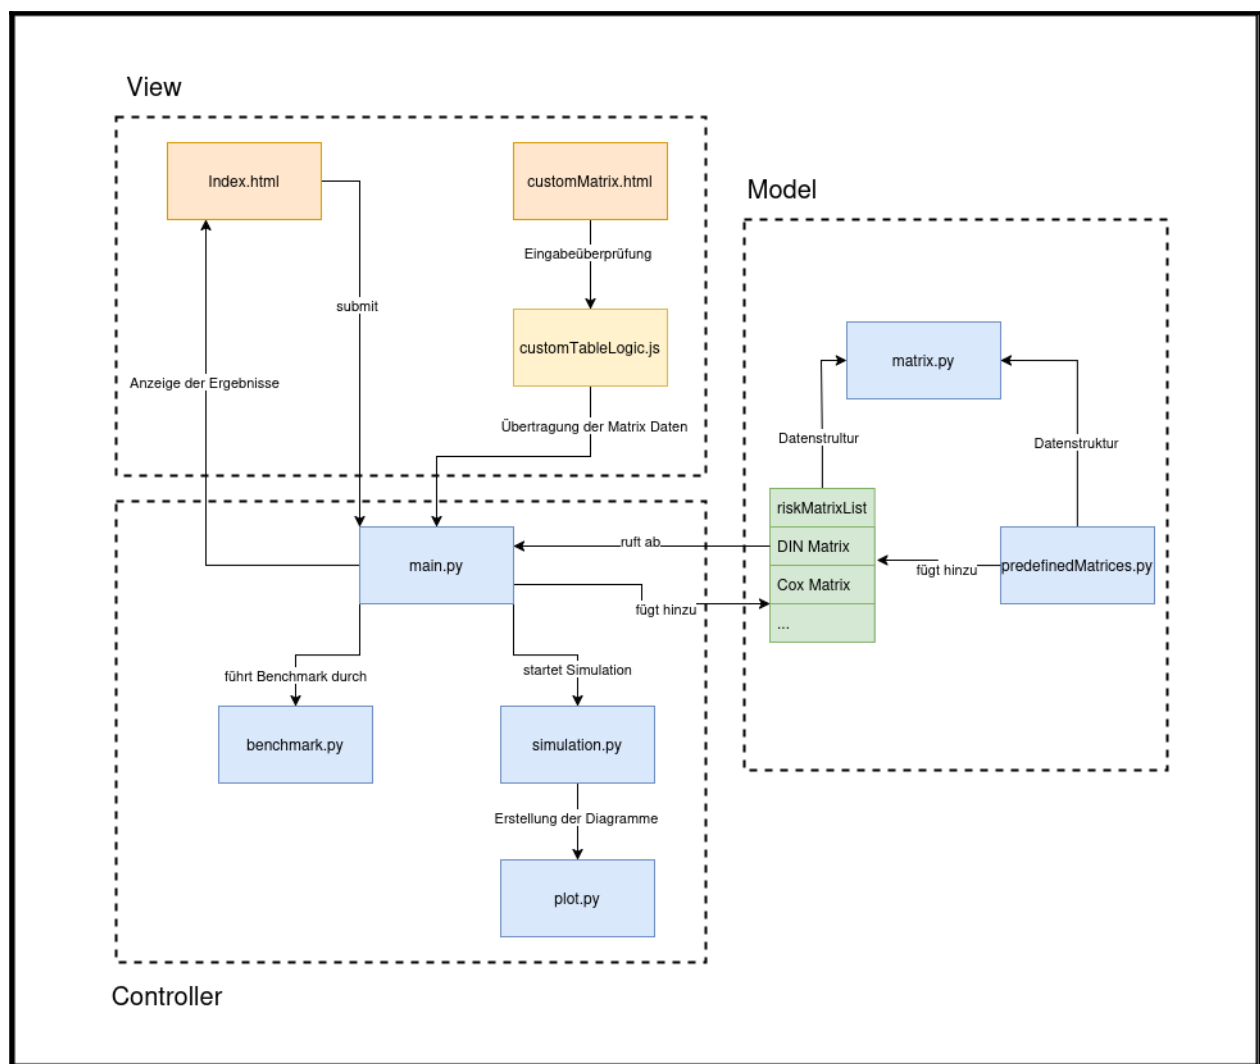 View
Index.html
customMatrix.html
Model
Eingabeüberprüfung
submit
customTableLogic.js
matrix.py
Anzeige der Ergebnisse
Übertragung der Matrix Daten
Datenstrultur
Datenstruktur
riskMatrixList
DIN Matrix
Cox Matrix
...
ruft ab
main.py
fügt hinzu
predefinedMatrices.py
fügt hinzu
führt Benchmark durch
startet Simulation
benchmark.py
simulation.py
Erstellung der Diagramme
plot.py
Controller